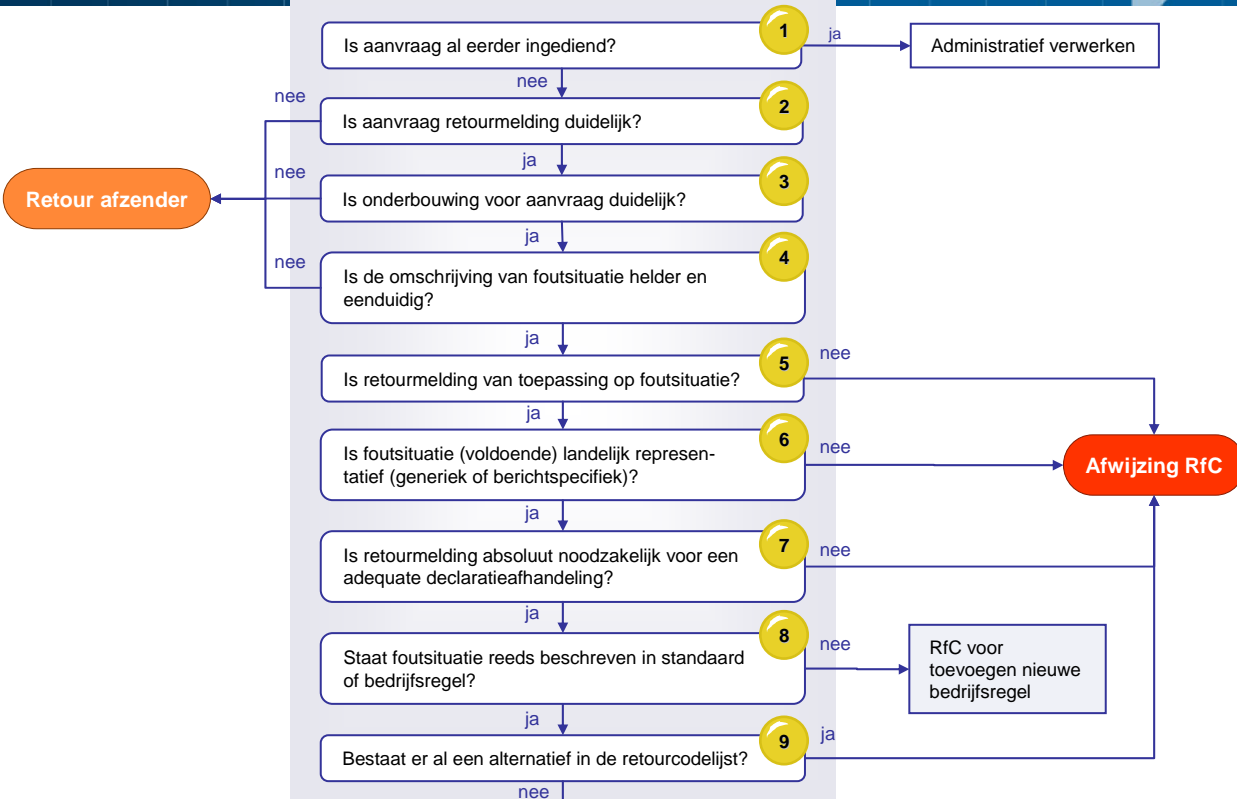 1
Is aanvraag al eerder ingediend?
ja
Administratief verwerken
nee
nee
2
Is aanvraag retourmelding duidelijk?
ja
nee
3
Retour afzender
Is onderbouwing voor aanvraag duidelijk?
ja
nee
4
Is de omschrijving van foutsituatie helder en
eenduidig?
ja
nee
5
Is retourmelding van toepassing op foutsituatie?
ja
6
nee
Is foutsituatie (voldoende) landelijk represen-
tatief (generiek of berichtspecifiek)?
Afwijzing RfC
ja
7
nee
Is retourmelding absoluut noodzakelijk voor een
adequate declaratieafhandeling?
ja
8
nee
Staat foutsituatie reeds beschreven in standaard
of bedrijfsregel?
RfC voor
toevoegen nieuwe
bedrijfsregel
ja
9
ja
Bestaat er al een alternatief in de retourcodelijst?
nee